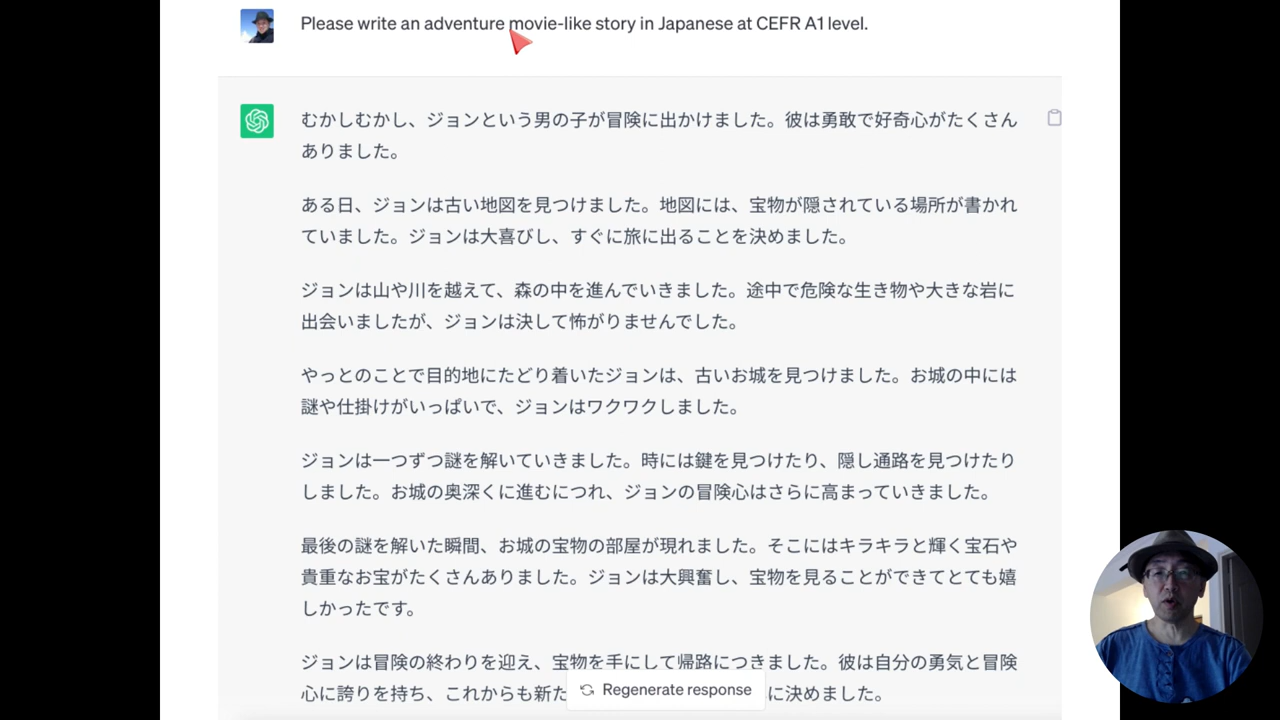 Please write an adventure movie-like story in Japanese at CEFR A1 level.
むかしむかし、ジョンという男の子が冒険に出かけました。彼は勇敢で好奇心がたくさん
ありました。
ある日、ジョンは古い地図を見つけました。地図には、宝物が隠されている場所が書かれ
ていました。ジョンは大喜びし、すぐに旅に出ることを決めました。
ジョンは山や川を越えて、森の中を進んでいきました。途中で危険な生き物や大きな岩に
出会いましたが、ジョンは決して怖がりませんでした。
やっとのことで目的地にたどり着いたジョンは、古いお城を見つけました。お城の中には
謎や仕掛けがいっぱいで、ジョンはワクワクしました。
ジョンは一つずつ謎を解いていきました。時には鍵を見つけたり、隠し通路を見つけたり
しました。お城の奥深くに進むにつれ、ジョンの冒険心はさらに高まっていきました。
最後の謎を解いた瞬間、お城の宝物の部屋が現れました。そこにはキラキラと輝く宝石や
貴重なお宝がたくさんありました。ジョンは大興奮し、宝物を見ることができてとても嬉
しかったです。
ジョンは冒険の終わりを迎え、宝物を手にして帰路につきました。彼は自分の勇気と冒険
心に誇りを持ち、これからも新た に決めました。
Regenerate response